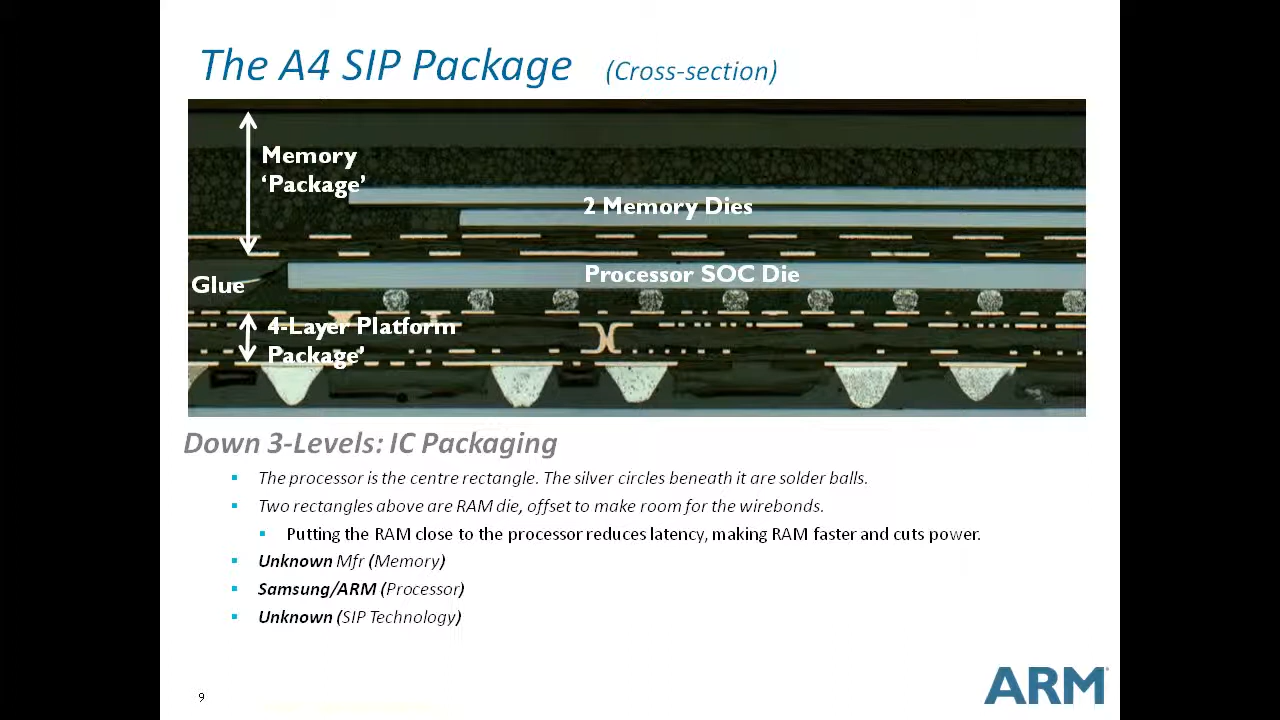 The A4 SIP Package (Cross-section)
Memory
‘Package’
2 Memory Dies
Processor SOC Die
Glue
4-Layer Platform
Package’
Down 3-Levels: IC Packaging
The processor is the centre rectangle. The silver circles beneath it are solder balls.
Two rectangles above are RAM die, offset to make room for the wirebonds.
Putting the RAM close to the processor reduces latency, making RAM faster and cuts power.
Unknown Mfr (Memory)
Samsung/ARM (Processor)
Unknown (SIP Technology)
9
ARM